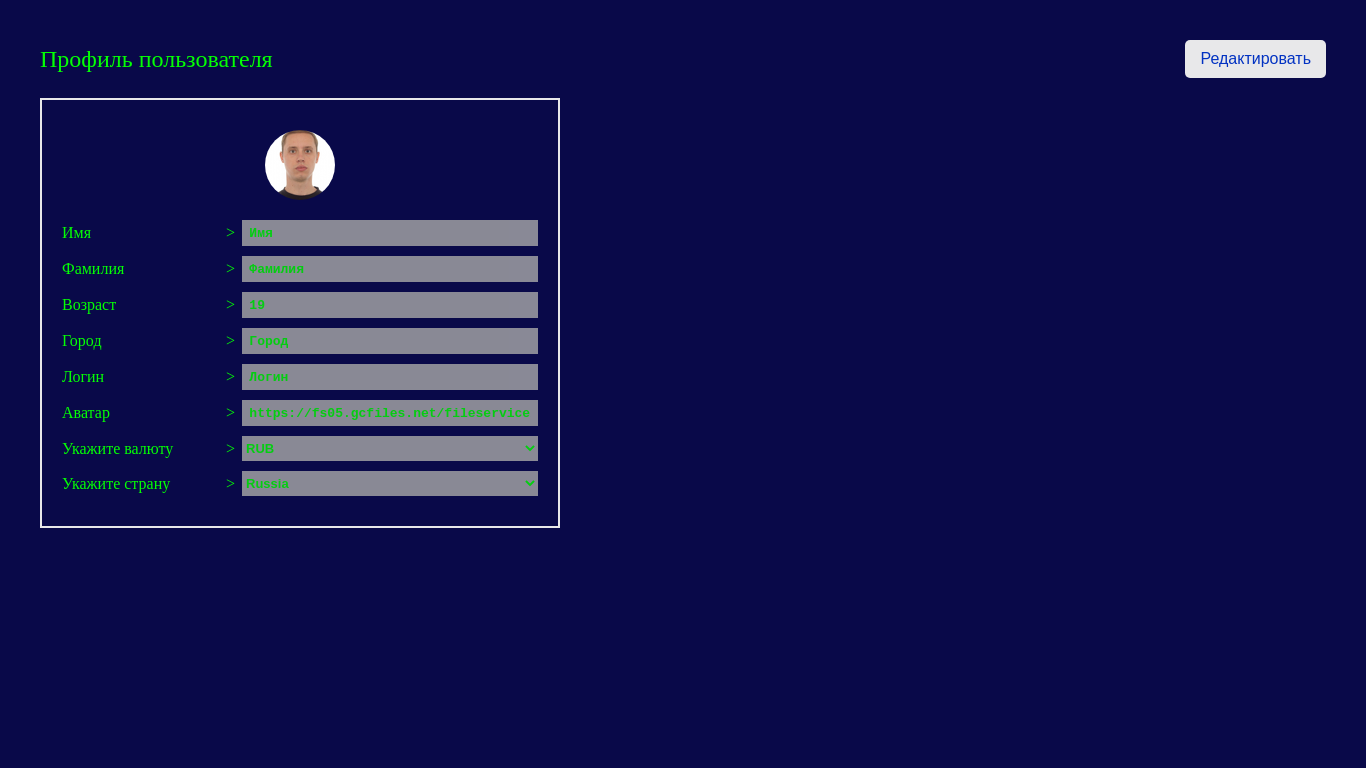 Профиль пользователя
Редактировать
Имя > Имя
Фамилия > Фамилия
Возраст > 19
Город > Город
Логин > Логин
Аватар > https://fs05.gcfiles.net/fileservice
Укажите валюту > RUB
Укажите страну > Russia